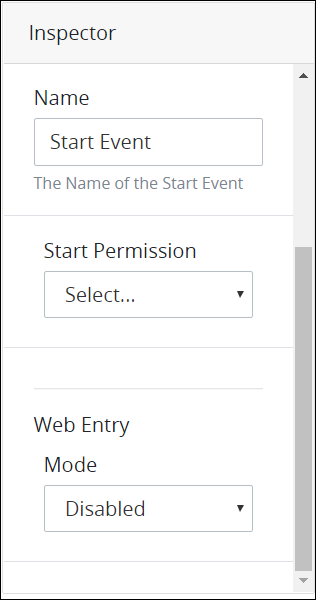 Inspector
Name
Start Event
The Name of the Start Event
Start Permission
Select...
Web Entry
Mode
Disabled